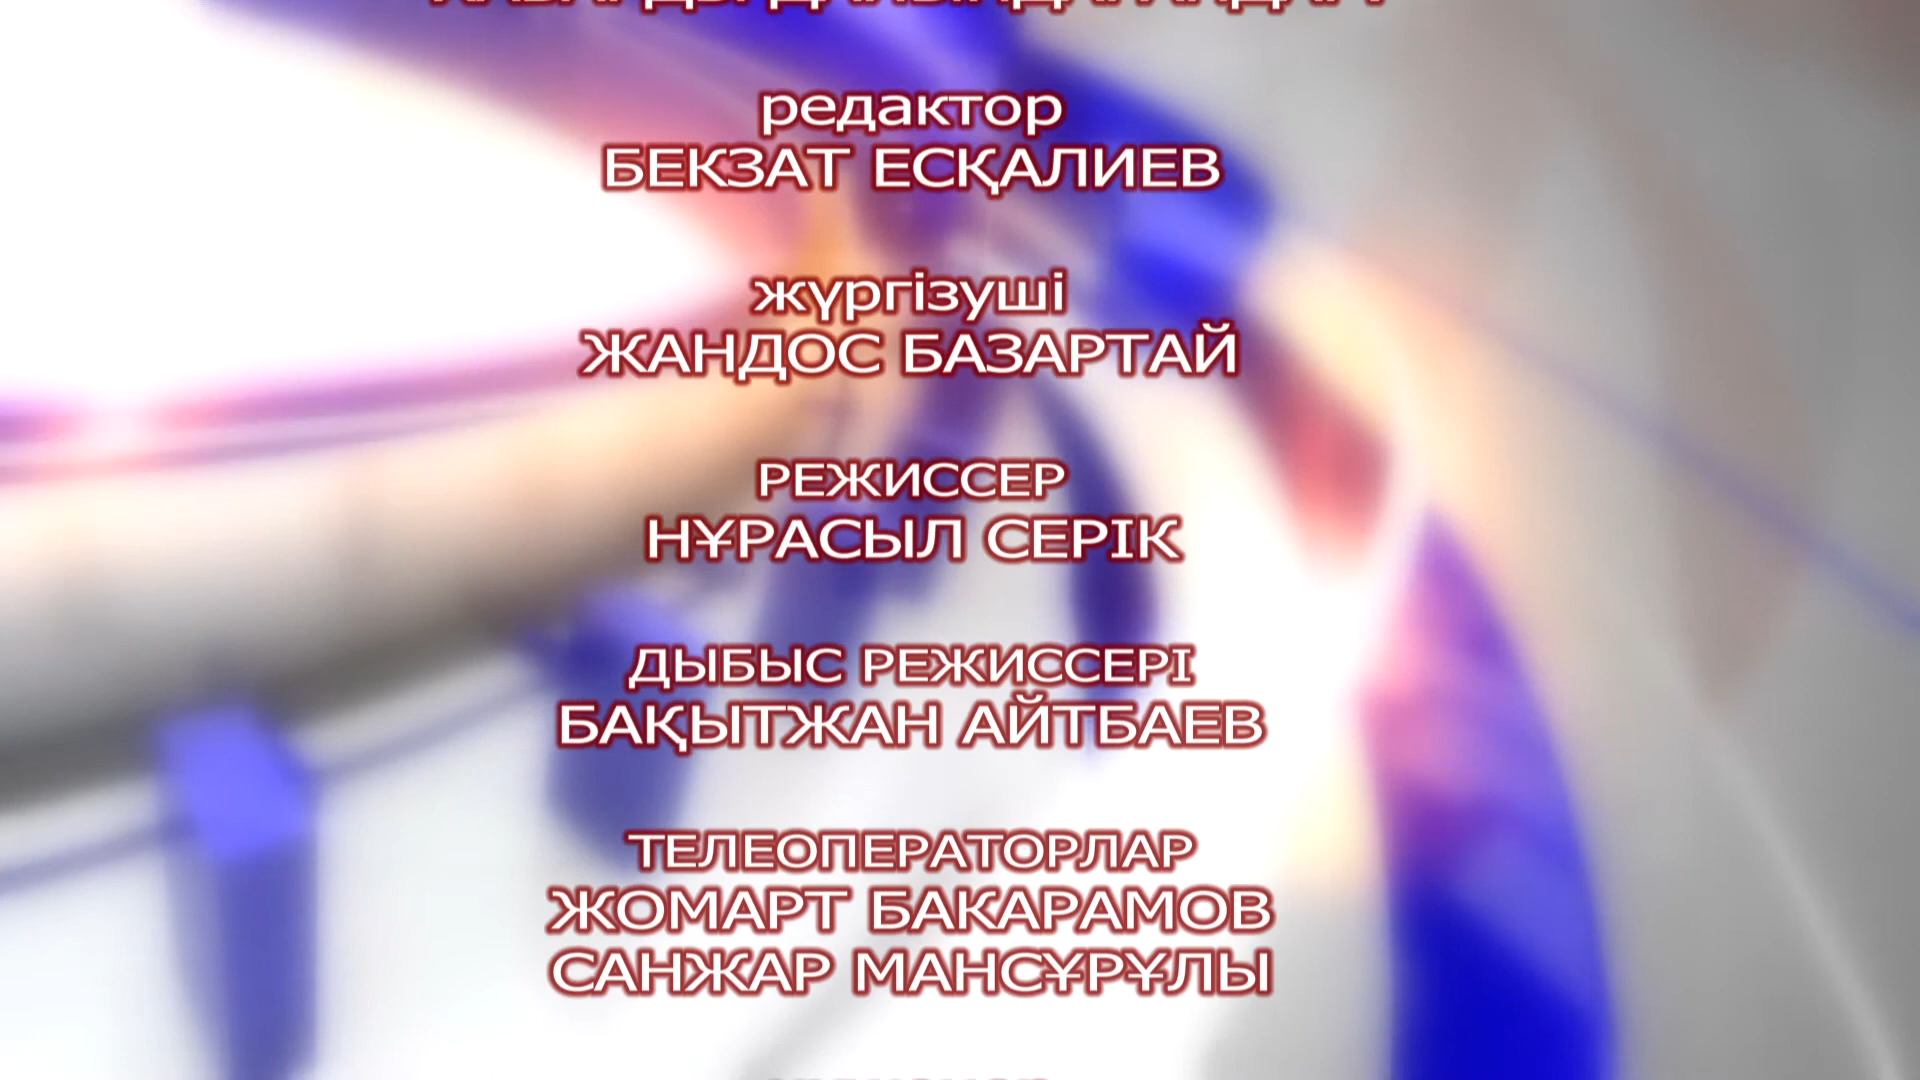 редактор
БЕКЗАТ ЕСҚАЛИЕВ
жүргізуші
ЖАНДОС БАЗАРТАЙ
РЕЖИССЕР
НҰРАСЫЛ СЕРІК
ДЫБЫС РЕЖИССЕРІ
БАҚЫТЖАН АЙТБАЕВ
ТЕЛЕОПЕРАТОРЛАР
ЖОМАРТ БАКАРАМОВ
САНЖАР МАНСҰРҰЛЫ